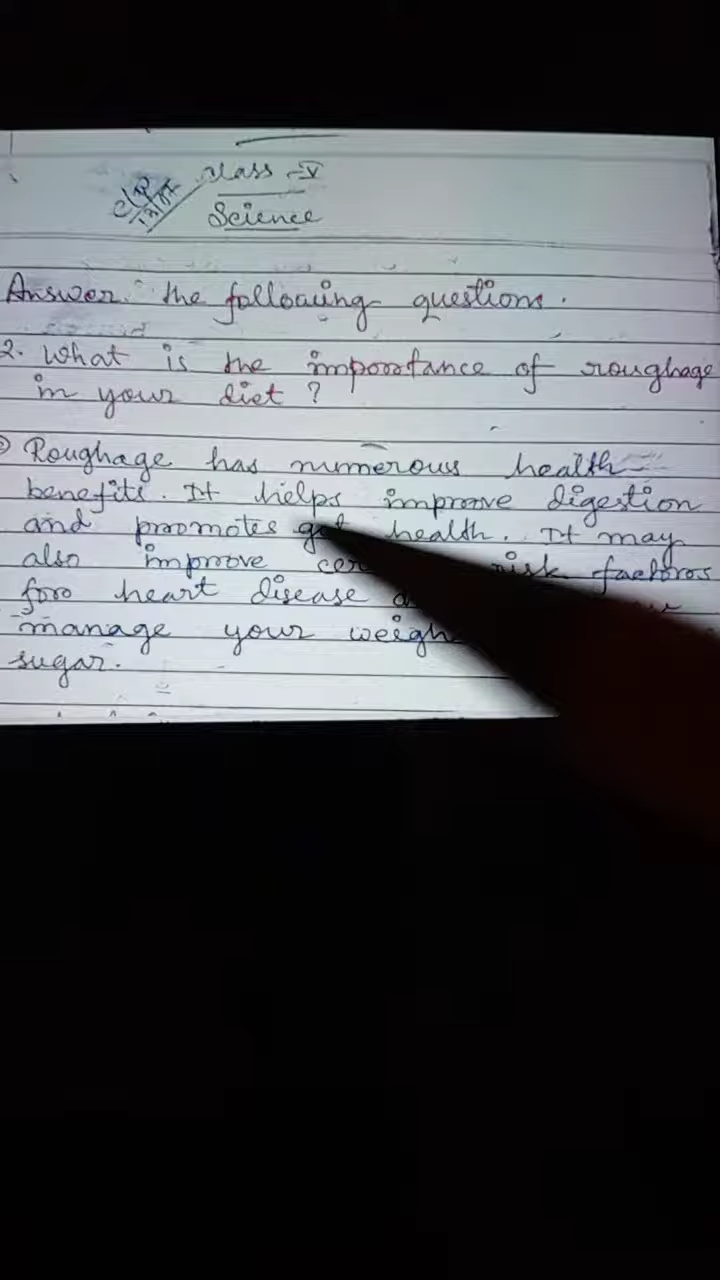 Class - V
Science
Answer the following questions.
2. What is the importance of roughage
in your diet ?
Roughage has numerous health
benefits. It helps improve digestion
and promotes health. It may
also improve risk factors
for heart disease
manage your
sugar.